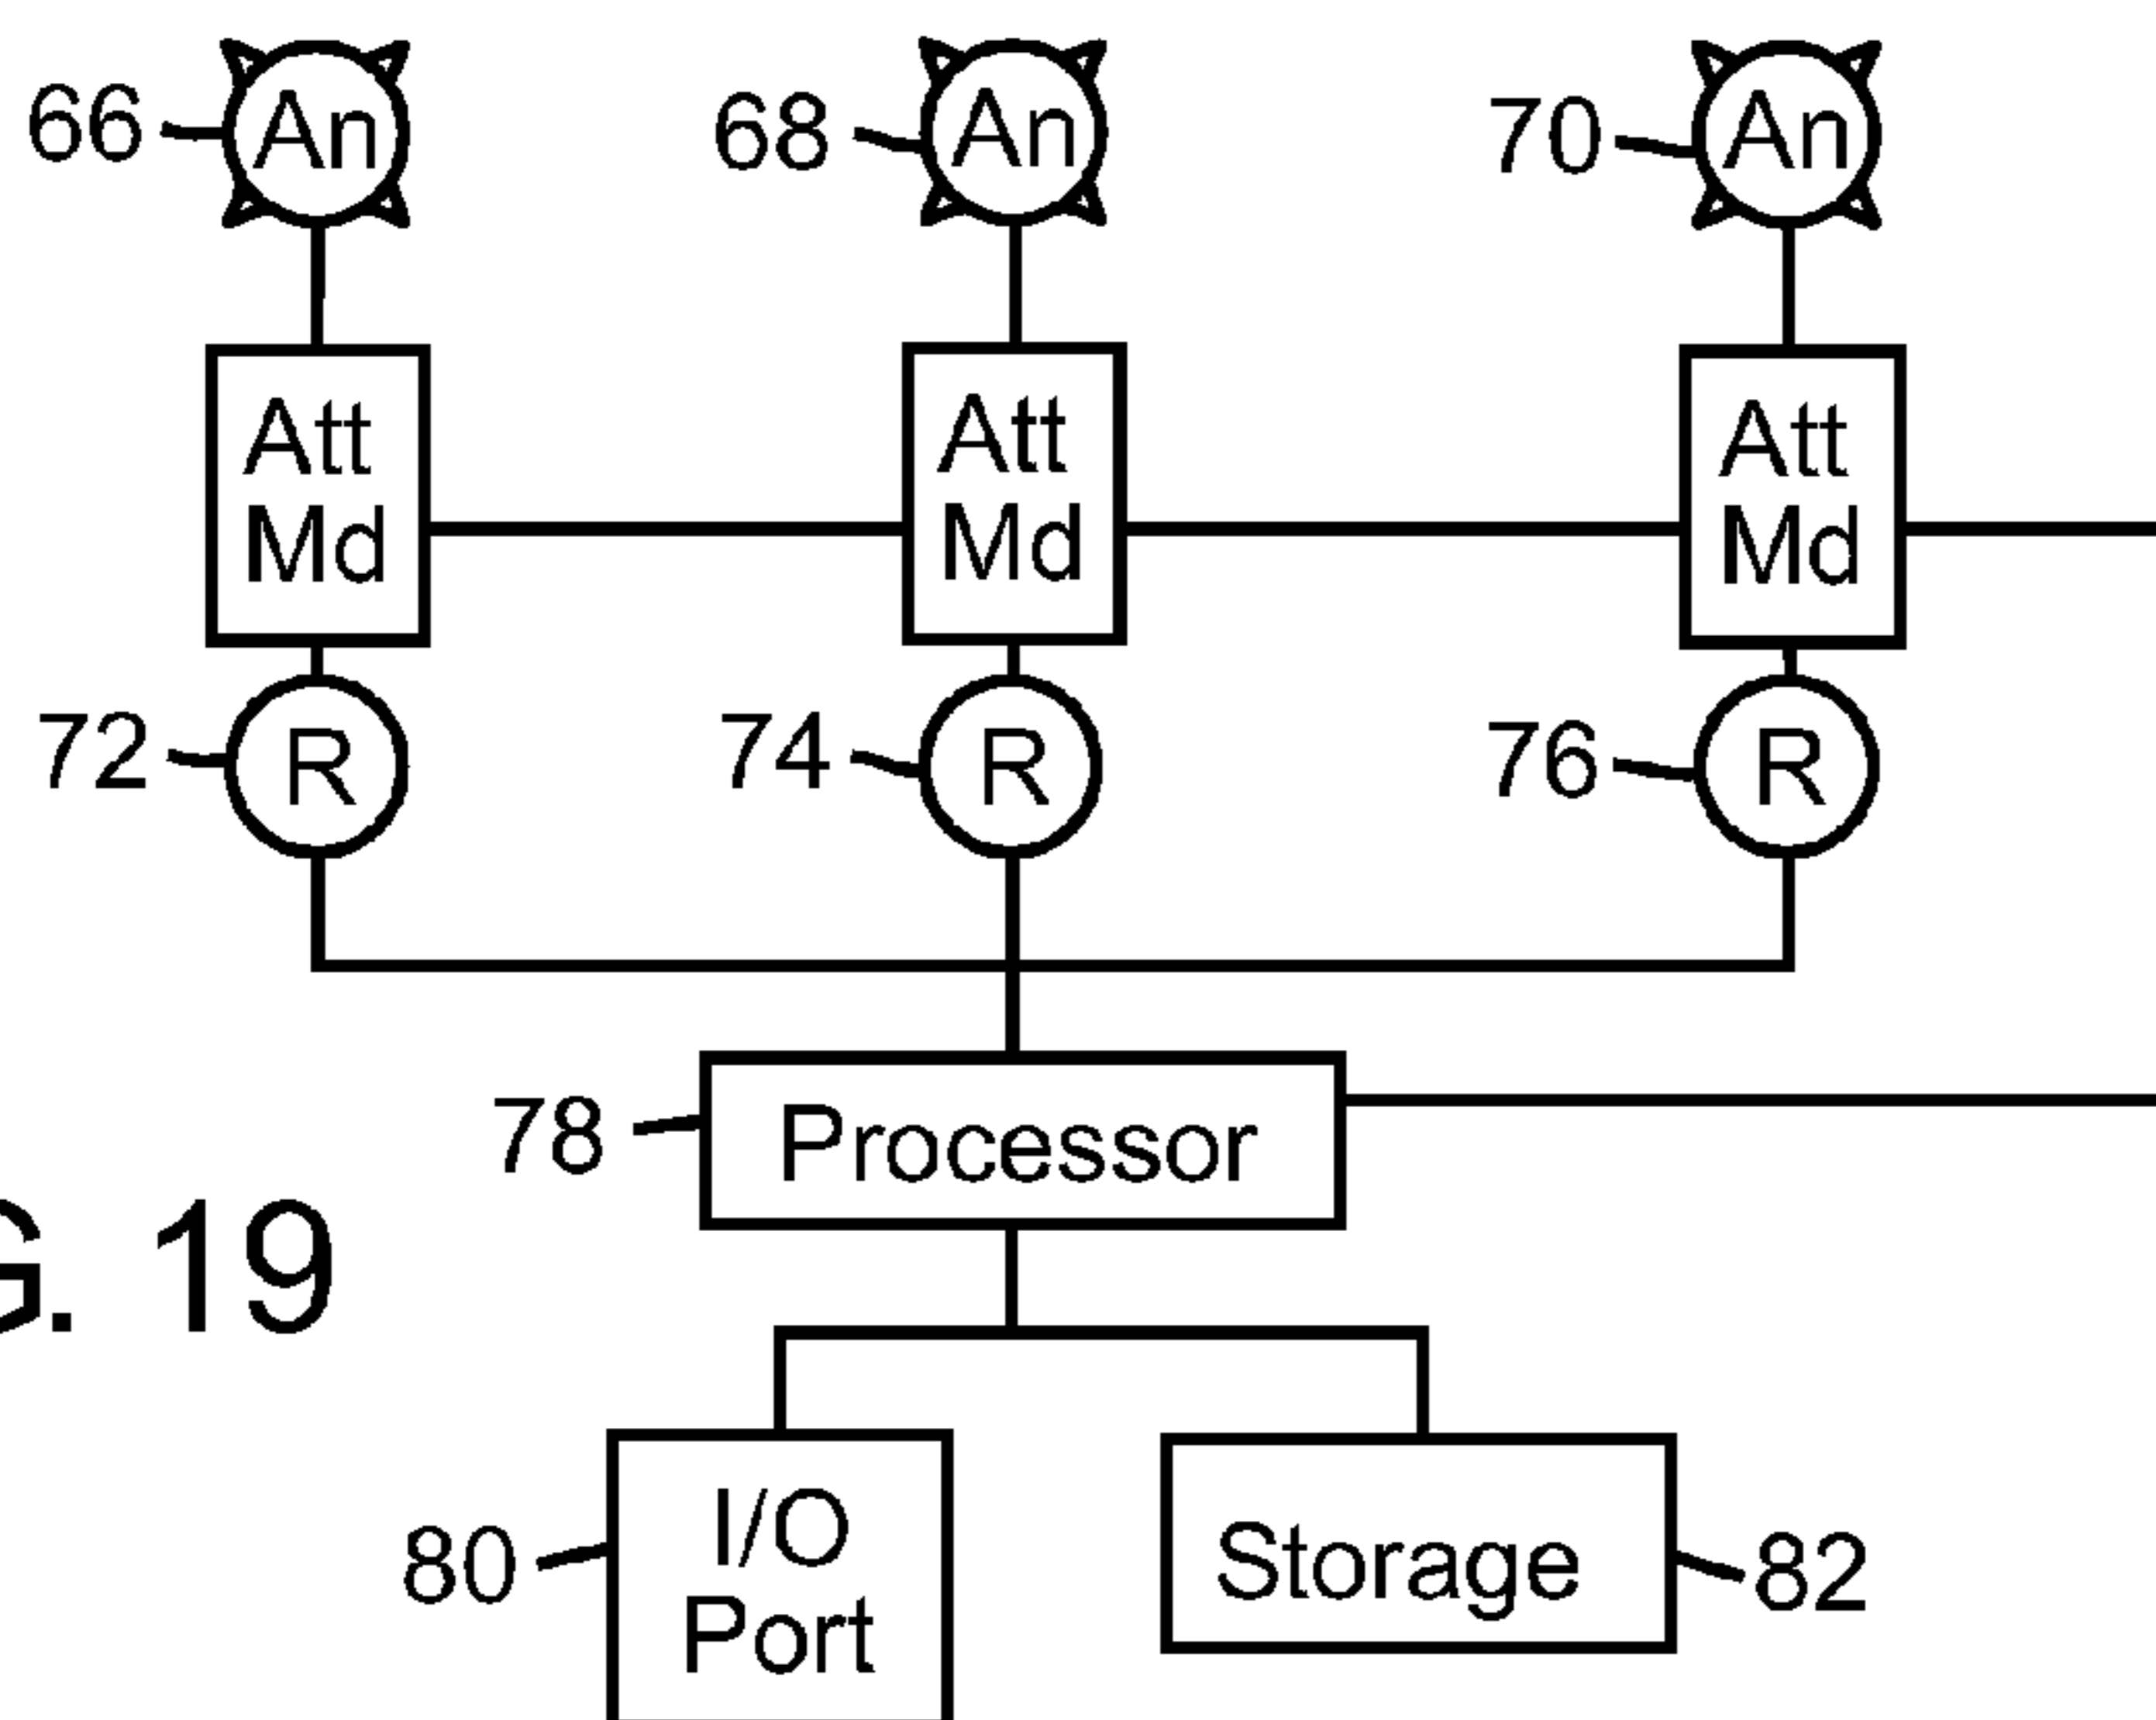 66 An 68 An 70 An
Att Att Att
Md Md Md
72 R 74 R 76 R
78 Processor
G. 19
I/O
80 Storage 82
Port